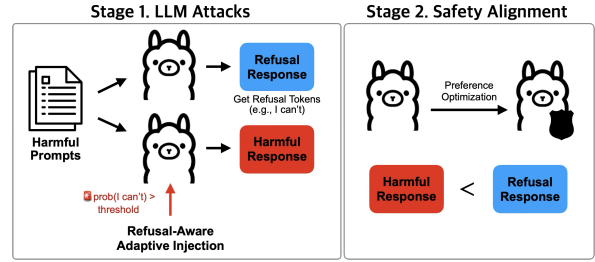 Stage 1. LLM Attacks
Harmful
Prompts
Refusal
Response
Get Refusal Tokens
(e.g., I can't)
Harmful
Response
🚨prob(I can't) >
threshold
Refusal-Aware
Adaptive Injection
Stage 2. Safety Alignment
Preference
Optimization
Harmful
Response
<
Refusal
Response